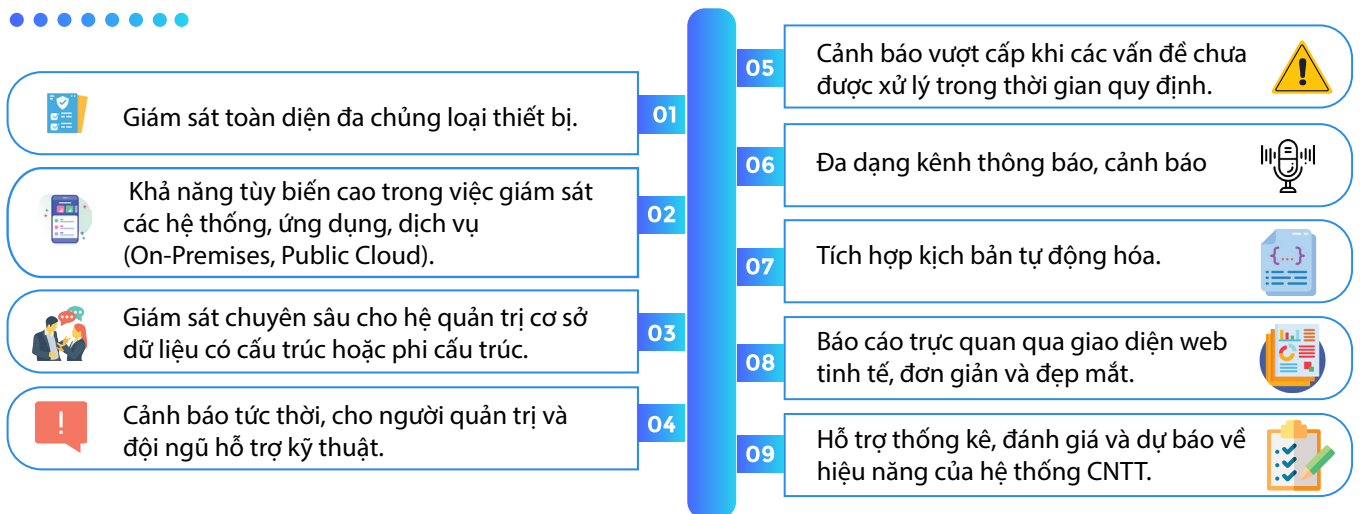 01
Giám sát toàn diện đa chủng loại thiết bị.
02
Khả năng tùy biến cao trong việc giám sát
các hệ thống, ứng dụng, dịch vụ
(On-Premises, Public Cloud).
03
Giám sát chuyên sâu cho hệ quản trị cơ sở
dữ liệu có cấu trúc hoặc phi cấu trúc.
04
Cảnh báo tức thời, cho người quản trị và
đội ngũ hỗ trợ kỹ thuật.
05
Cảnh báo vượt cấp khi các vấn đề chưa
được xử lý trong thời gian quy định.
06
Đa dạng kênh thông báo, cảnh báo
07
Tích hợp kịch bản tự động hóa.
{...}
08
Báo cáo trực quan qua giao diện web
tinh tế, đơn giản và đẹp mắt.
09
Hỗ trợ thống kê, đánh giá và dự báo về
hiệu năng của hệ thống CNTT.